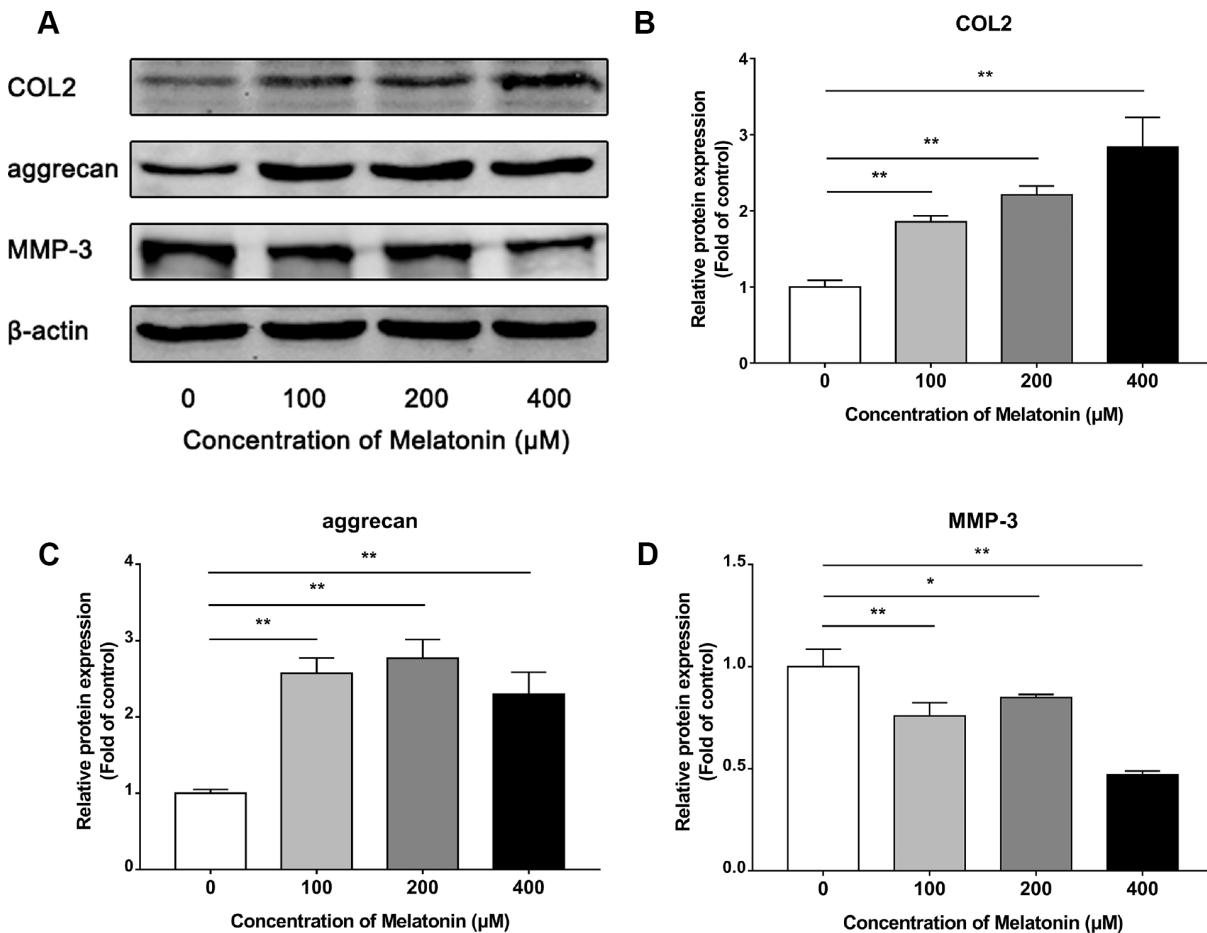 A
COL2
aggrecan
MMP-3
β-actin
0 100 200 400
Concentration of Melatonin (μM)
B
COL2
Relative protein expression
(Fold of control)
4
3
2
1
0
**
**
**
0 100 200 400
Concentration of Melatonin (μM)
C
aggrecan
Relative protein expression
(Fold of control)
4
3
2
1
0
**
**
**
0 100 200 400
Concentration of Melatonin (μM)
D
MMP-3
Relative protein expression
(Fold of control)
1.5
1.0
0.5
0.0
**
*
**
0 100 200 400
Concentration of Melatonin (μM)